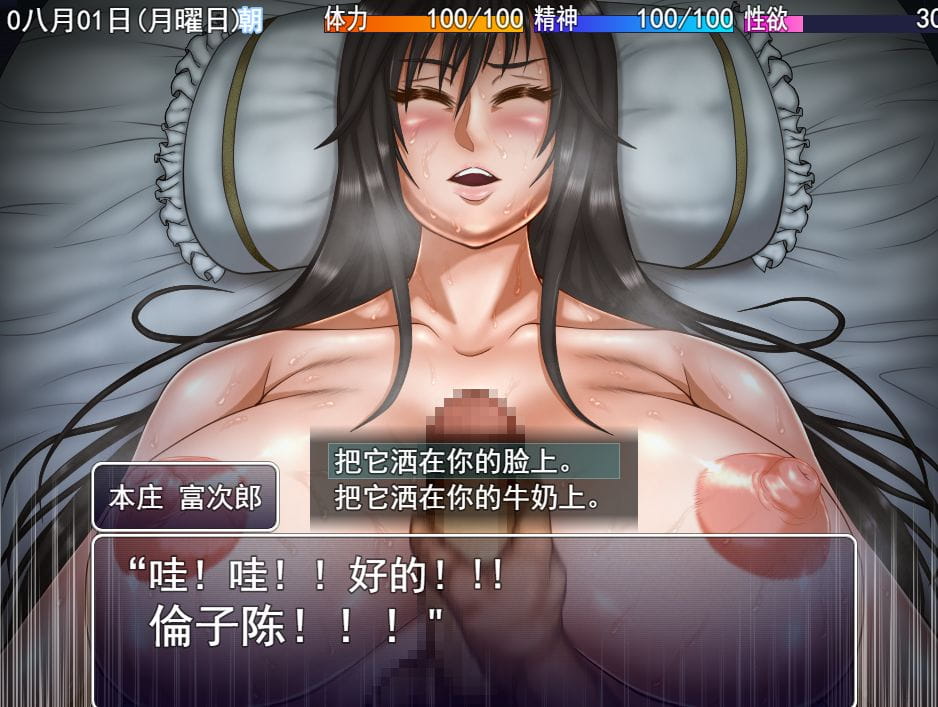 0八月01日(月曜日)朝 体力 100/100 精神 100/100 性欲 30
把它洒在你的脸上。
把它洒在你的牛奶上。
本庄 富次郎
“哇！哇！！好的！!!
倫子陈！！！"